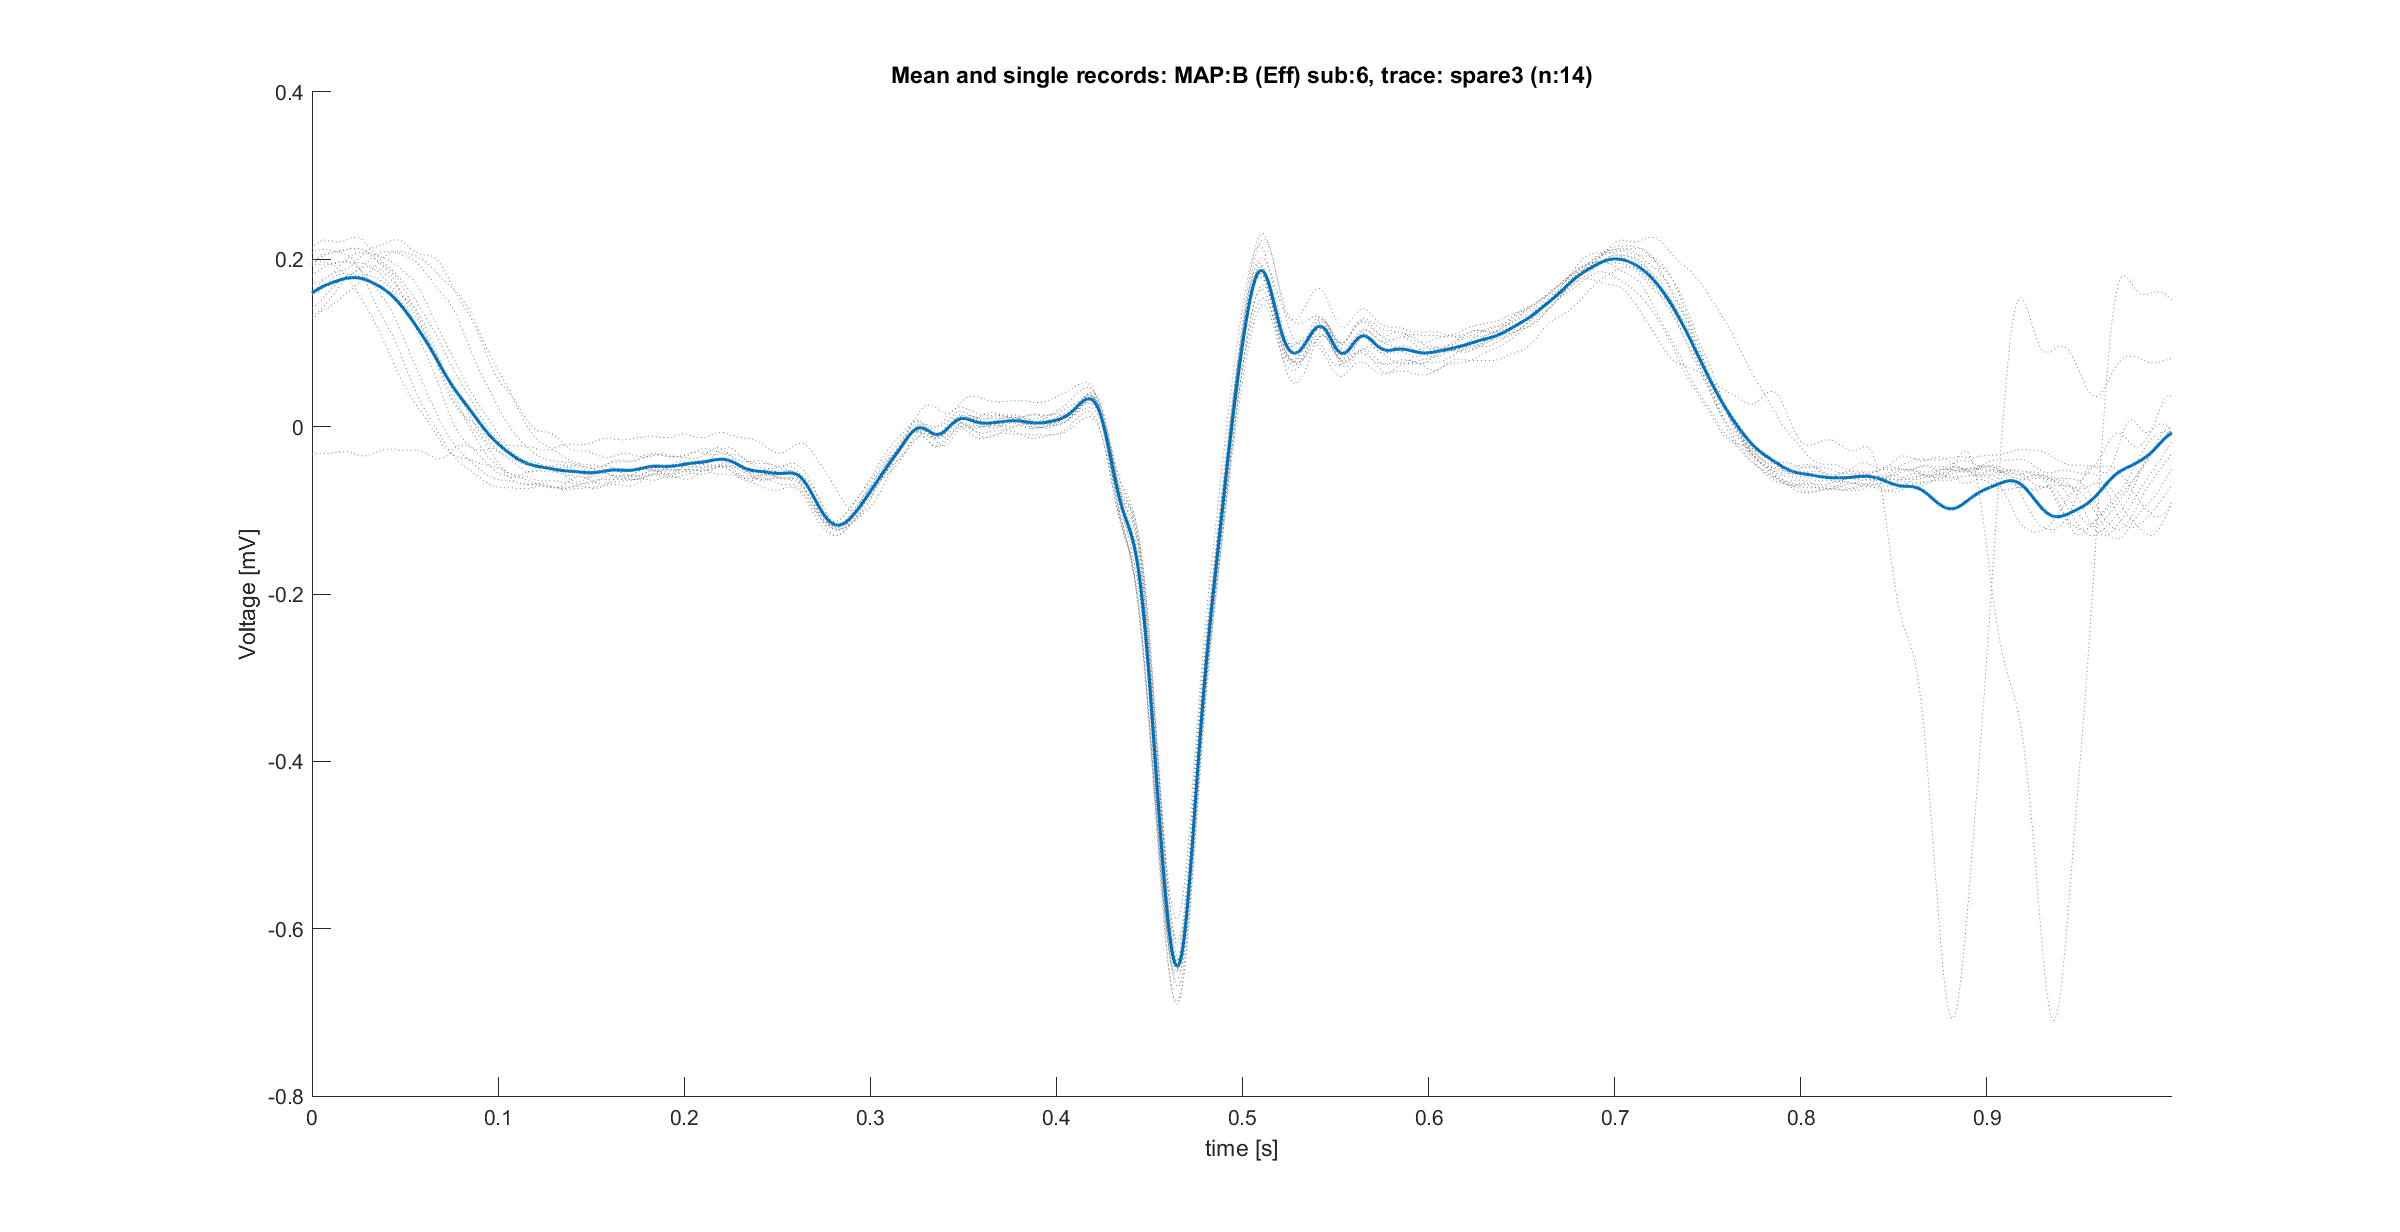 Mean and single records: MAP:B (Eff) sub:6, trace: spare3 (n:14)
0.4
0.2
0
-0.2
-0.4
-0.6
-0.8
Voltage [mV]
0 0.1 0.2 0.3 0.4 0.5 0.6 0.7 0.8 0.9
time [s]